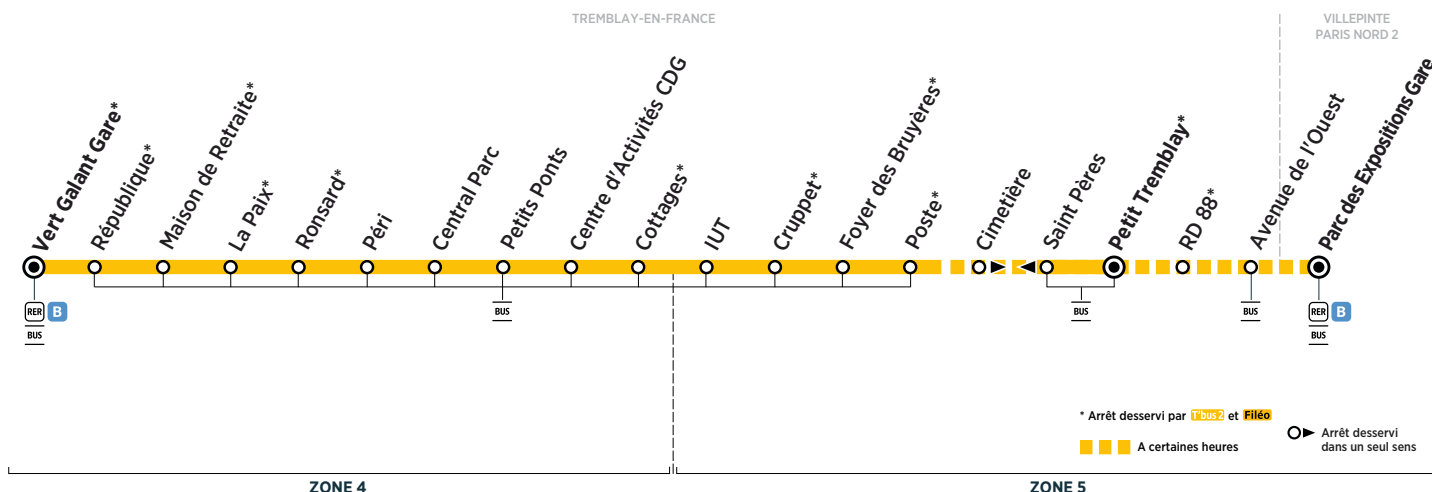 TREMBLAY-EN-FRANCE
VILLEPINTE
PARIS NORD 2
Vert Galant Gare*
République*
Maison de Retraite*
La Paix*
Ronsard*
Péri
Central Parc
Petits Ponts
Centre d'Activités CDG
Cottages*
IUT
Cruppet*
Foyer des Bruyères*
Poste*
Cimetière
Saint Pères
Petit Tremblay*
RD 88*
Avenue de l'Ouest
Parc des Expositions Gare
RER B
BUS
BUS
BUS
BUS
RER B
BUS
* Arrêt desservi par T'bus 2 et Filéo
A certaines heures
Arrêt desservi
dans un seul sens
ZONE 4
ZONE 5